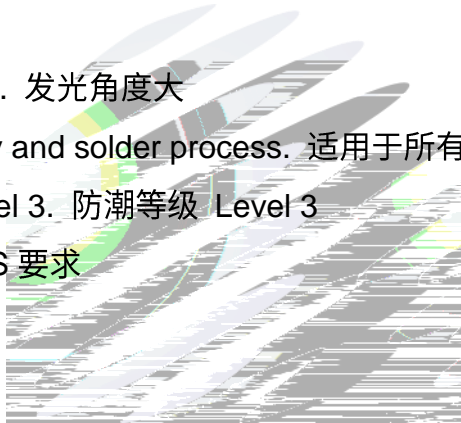 . 发光角度大
and solder process. 适用于所有
el 3. 防潮等级 Level 3
S 要求